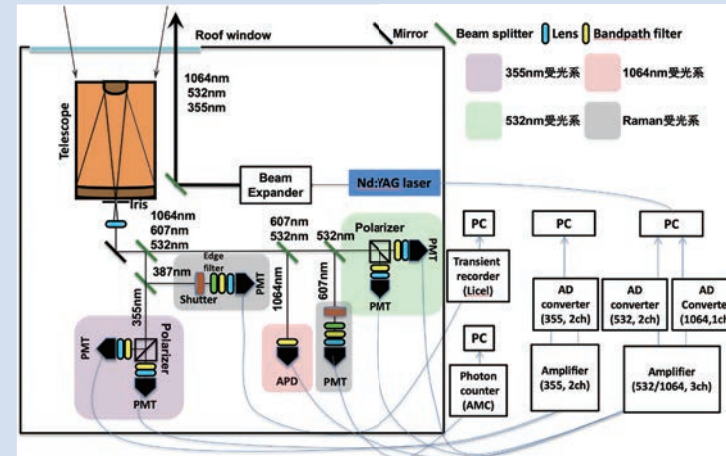 Roof window
Mirror
Beam splitter
Lens
Bandpath filter
1064nm
532nm
355nm
355nm受光系
1064nm受光系
532nm受光系
Raman受光系
Telescope
Iris
Beam
Expander
Nd:YAG laser
1064nm
607nm
532nm
607nm
532nm
532nm
Polarizer
PMT
PMT
387nm
Edge
filter
Shutter
PMT
355nm
1064nm
607nm
Polarizer
PMT
PMT
APD
PMT
PC
Transient
recorder
(Licel)
PC
Photon
counter
(AMC)
PC
AD
converter
(355, 2ch)
Amplifier
(355, 2ch)
PC
AD
converter
(532, 2ch)
AD
Converter
(1064,1ch
Amplifier
(532/1064, 3ch)